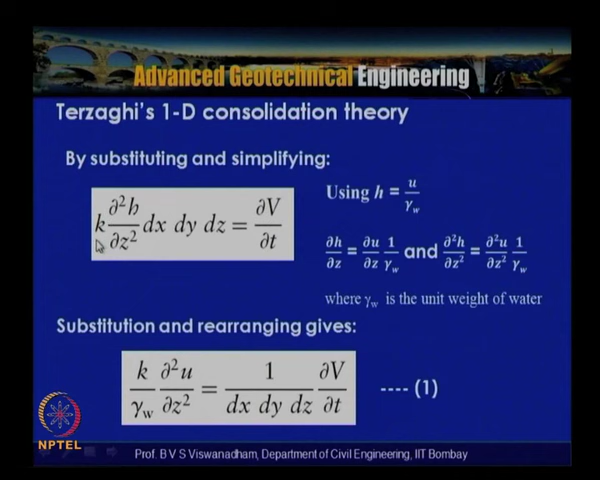 Advanced Geotechnical Engineering
Terzaghi's 1-D consolidation theory
By substituting and simplifying:
k ∂²h/∂z² dx dy dz = ∂V/∂t
Using h = u/γw
∂h/∂z = ∂u/∂z 1/γw and ∂²h/∂z² = ∂²u/∂z² 1/γw
where γw is the unit weight of water
Substitution and rearranging gives:
k/γw ∂²u/∂z² = 1/(dx dy dz) ∂V/∂t ---- (1)
NPTEL
Prof. B V S Viswanadham, Department of Civil Engineering, IIT Bombay